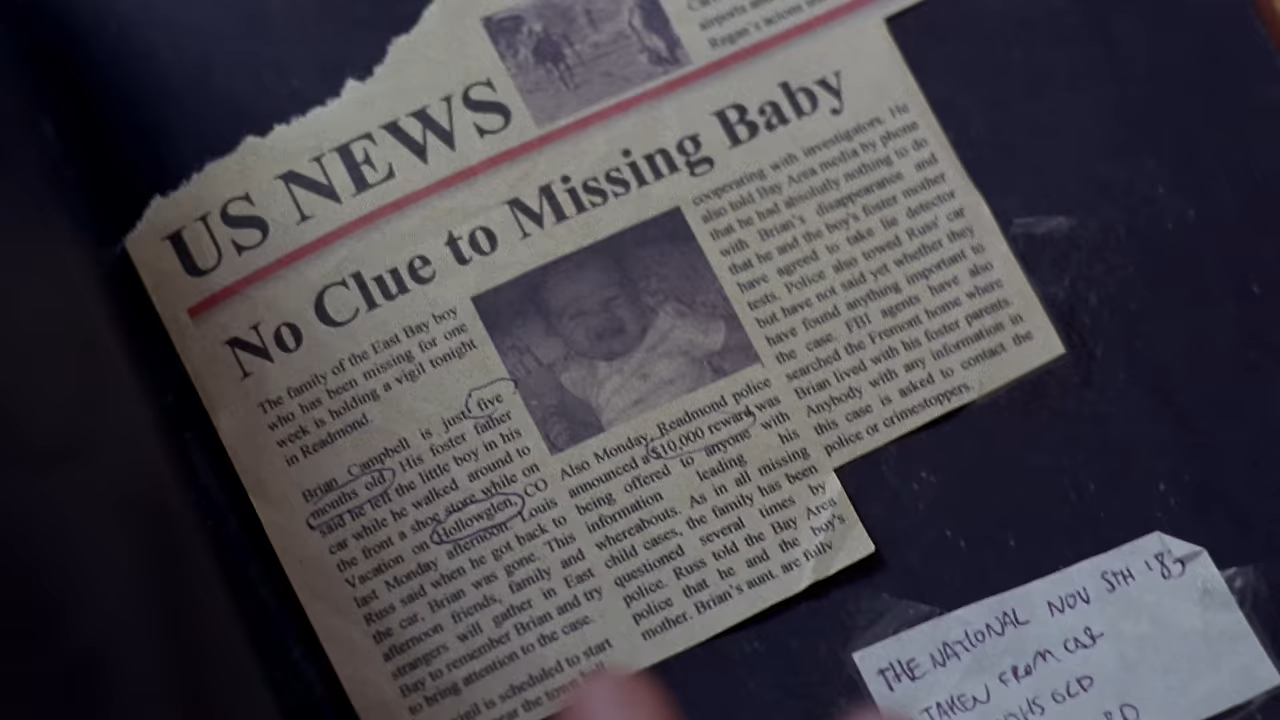 airports
Regan's
US NEWS
No Clue to Missing Baby
The family of the East Bay boy
who has been missing for one
week is holding a vigil tonight
in Readmond.
Brian Campbell is just five
months old. His foster father
said he left the little boy in his
car while he walked around to
the front a shoe store while on
Vacation on Hollowglen, CO
last Monday afternoon. Louis
Russ said when he got back to
the car, Brian was gone. This
afternoon friends, family and
strangers will gather in East
Bay to remember Brian and try
to bring attention to the case.
vigil is scheduled to start
near the town hall
Also Monday, Readmond police
announced a $10,000 reward was
being offered to anyone with
information leading his
whereabouts. As in all missing
child cases, the family has been
questioned several times by
police. Russ told the Bay Area
police that he and the boy's
mother. Brian's aunt, are fully
cooperating with investigators. He
also told Bay Area media by phone
that he had absolutely nothing to do
with Brian's disappearance and
that he and the boy's foster mother
have agreed to take lie detector
tests. Police also towed Russ' car
but have not said yet whether they
have found anything important to
the case. FBI agents have also
searched the Fremont home where
Brian lived with his foster parents.
Anybody with any information in
this case is asked to contact the
police or crimestoppers.
THE NATIONAL NOV 5TH '85
TAKEN FROM CAR
OLD